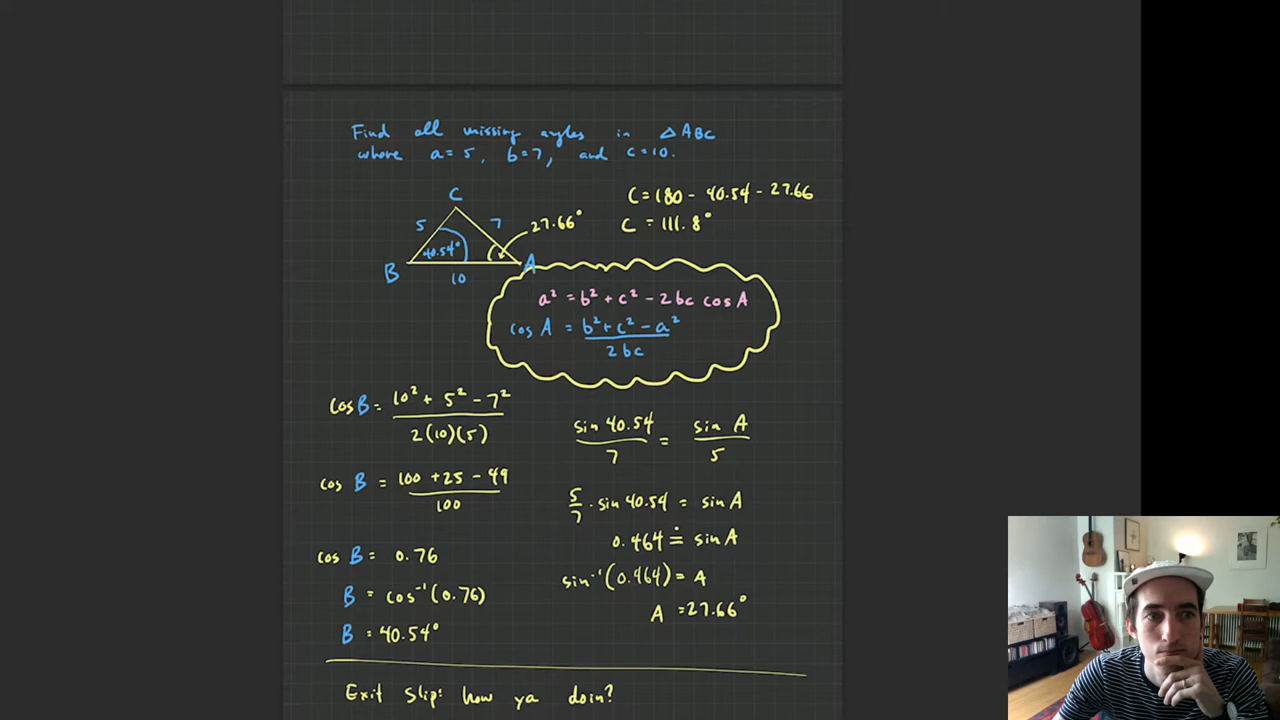 Find all missing angles in △ABC
where a=5, b=7, and c=10.
C
5
7
27.66°
40.54°
B
A
10
C=180 - 40.54 - 27.66
C = 111.8°
a² = b² + c² - 2bc cos A
cos A = b² + c² - a²
2bc
cos B = 10² + 5² - 7²
2(10)(5)
cos B = 100 + 25 - 49
100
cos B = 0.76
B = cos⁻¹(0.76)
B = 40.54°
sin 40.54 = sin A
7 5
5/7 · sin 40.54 = sin A
0.464 ≐ sin A
sin⁻¹(0.464) = A
A = 27.66°
Exit Slip: how ya doin?